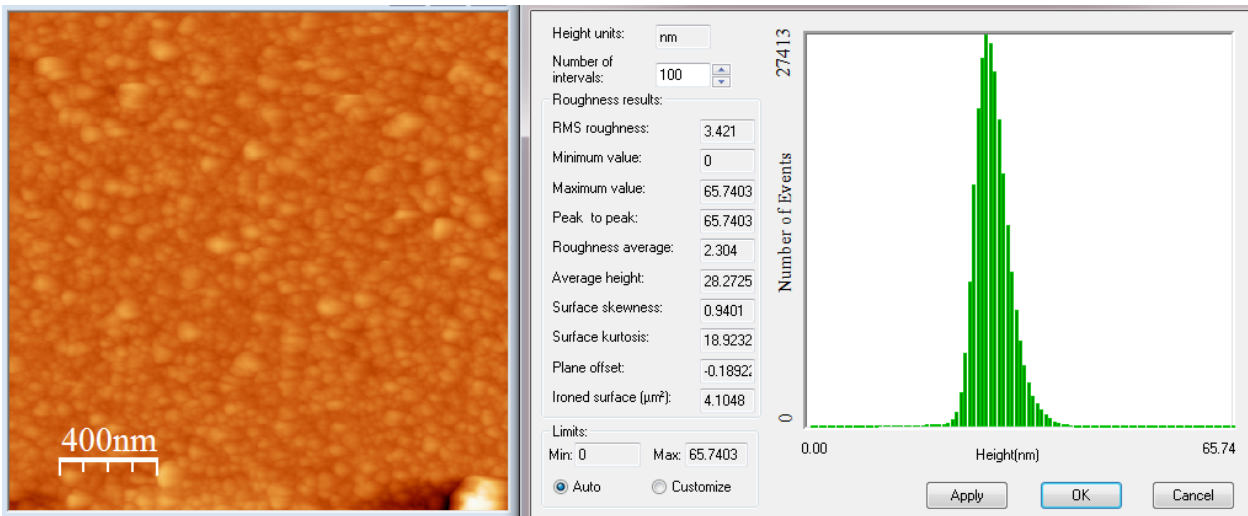 400nm
Height units: nm
Number of
intervals: 100
Roughness results:
RMS roughness: 3.421
Minimum value: 0
Maximum value: 65.7403
Peak to peak: 65.7403
Roughness average: 2.304
Average height: 28.2725
Surface skewness: 0.9401
Surface kurtosis: 18.9232
Plane offset: -0.18922
Ironed surface (µm²): 4.1048
Limits:
Min: 0 Max: 65.7403
Auto Customize
27413
Number of Events
0
0.00 Height(nm) 65.74
Apply OK Cancel